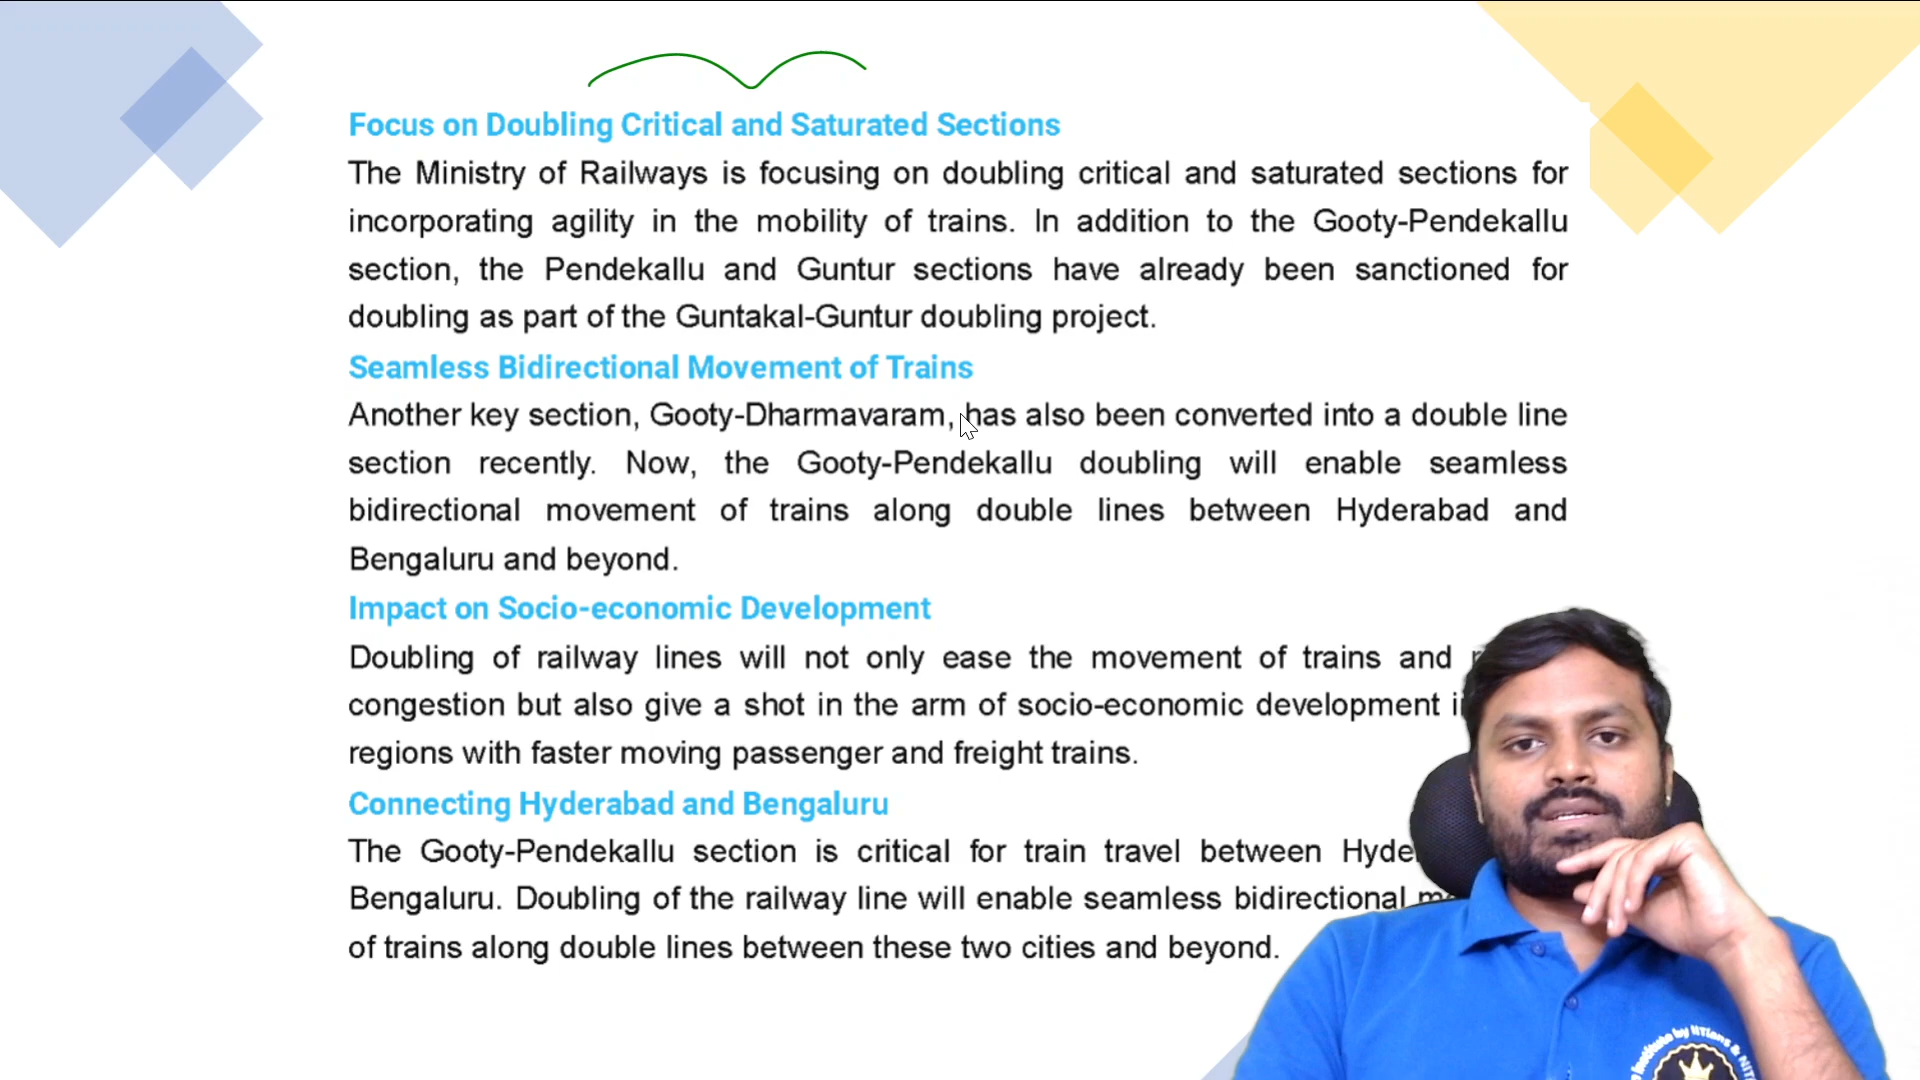 Focus on Doubling Critical and Saturated Sections
The Ministry of Railways is focusing on doubling critical and saturated sections for
incorporating agility in the mobility of trains. In addition to the Gooty-Pendekallu
section, the Pendekallu and Guntur sections have already been sanctioned for
doubling as part of the Guntakal-Guntur doubling project.
Seamless Bidirectional Movement of Trains
Another key section, Gooty-Dharmavaram, has also been converted into a double line
section recently. Now, the Gooty-Pendekallu doubling will enable seamless
bidirectional movement of trains along double lines between Hyderabad and
Bengaluru and beyond.
Impact on Socio-economic Development
Doubling of railway lines will not only ease the movement of trains and
congestion but also give a shot in the arm of socio-economic development
regions with faster moving passenger and freight trains.
Connecting Hyderabad and Bengaluru
The Gooty-Pendekallu section is critical for train travel between Hyde
Bengaluru. Doubling of the railway line will enable seamless bidirectional
of trains along double lines between these two cities and beyond.
Institute by IITians &